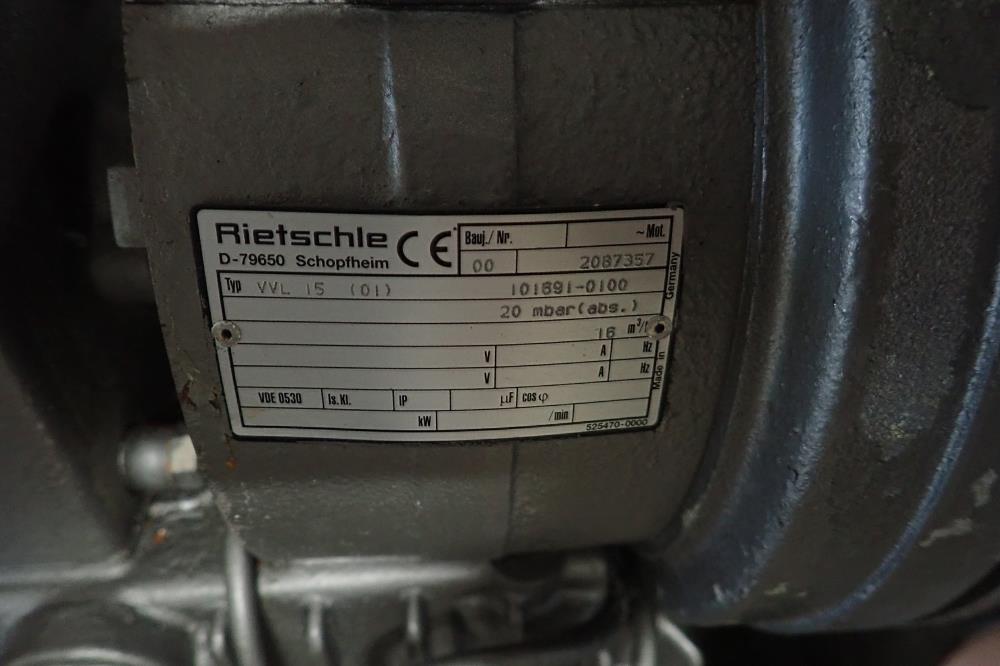 Rietschle CE Bauj./ Nr. ~ Mot.
D-79650 Schopfheim 00 2087357
Typ VVL 15 (01) 101691-0100
20 mbar(abs.)
16 m³/
V A Hz
V A Hz
VDE 0530 Is.Kl. IP µF cos φ
kW /min
525470-0000
Made in Germany